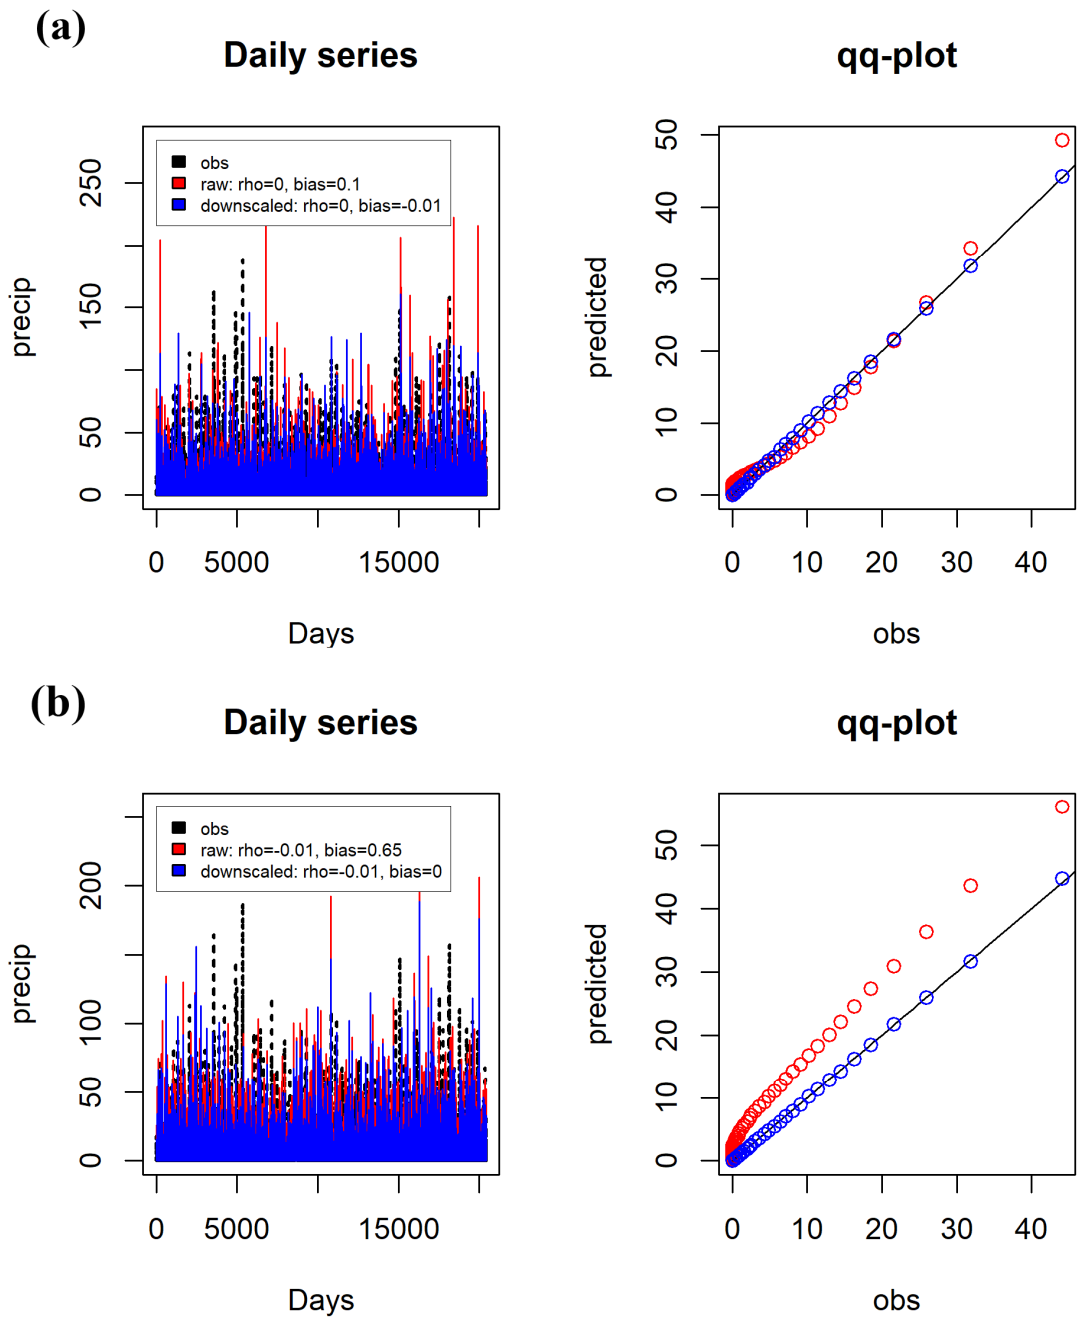 (a)
Daily series
qq-plot
250
150
50
0
precip
obs
raw: rho=0, bias=0.1
downscaled: rho=0, bias=-0.01
0
5000
15000
Days
50
40
30
20
10
0
predicted
0
10
20
30
40
obs
(b)
Daily series
qq-plot
200
100
50
0
precip
obs
raw: rho=-0.01, bias=0.65
downscaled: rho=-0.01, bias=0
0
5000
15000
Days
50
40
30
20
10
0
predicted
0
10
20
30
40
obs